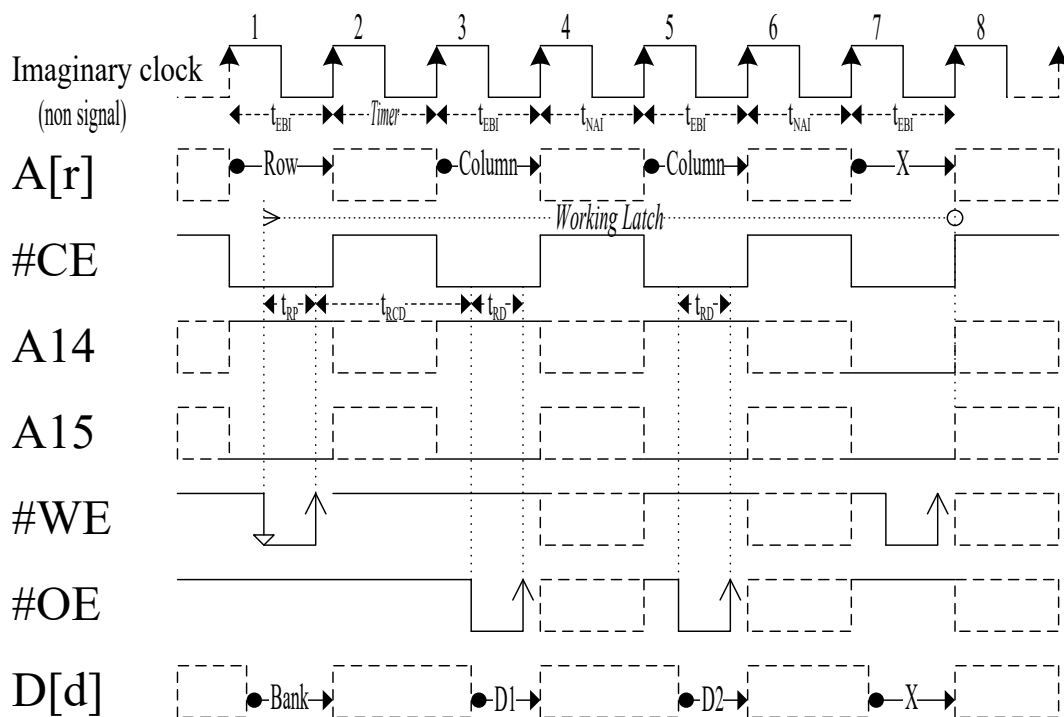 1 2 3 4 5 6 7 8
Imaginary clock
(non signal)
tEBI Timer tEBI tNAI tEBI tNAI tEBI
A[r] Row Column Column X
Working Latch
#CE
tRP tRCD tRD tRD
A14
A15
#WE
#OE
D[d] Bank D1 D2 X